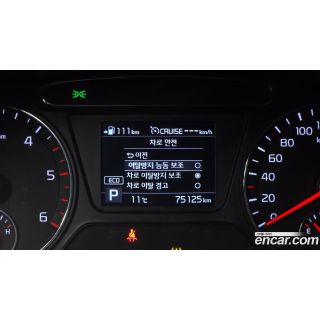 111km CRUISE ---km/h
차로 안전
이전
이탈방지 능동 보조
차로 이탈방지 보조
차로 이탈 경고
ECO
P
11℃ 75125km
4
5
6
H
100
80
60
40
20
0
encar.com